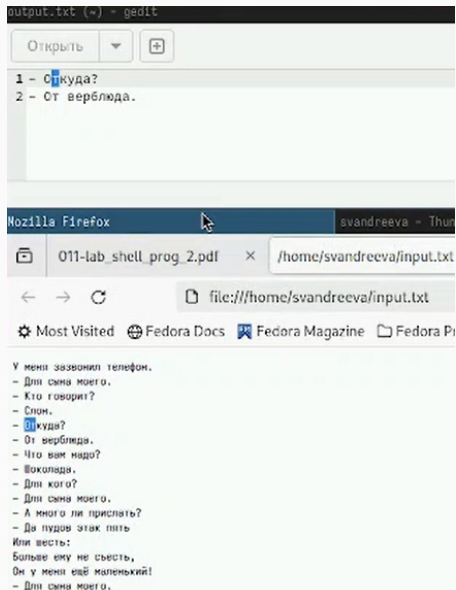 output.txt (~) - gedit
Открыть
1 - Откуда?
2 - От верблюда.
Mozilla Firefox
svandreeva - Thun
011-lab_shell_prog_2.pdf × /home/svandreeva/input.txt
file:///home/svandreeva/input.txt
Most Visited Fedora Docs Fedora Magazine Fedora Pr
У меня зазвонил телефон.
- Для сына моего.
- Кто говорит?
- Слон.
- Откуда?
- От верблюда.
- Что вам надо?
- Шоколада.
- Для кого?
- Для сына моего.
- А много ли прислать?
- Да пудов этак пять
Или шесть:
Больше ему не съесть,
Он у меня ещё маленький!
- Для сына моего.